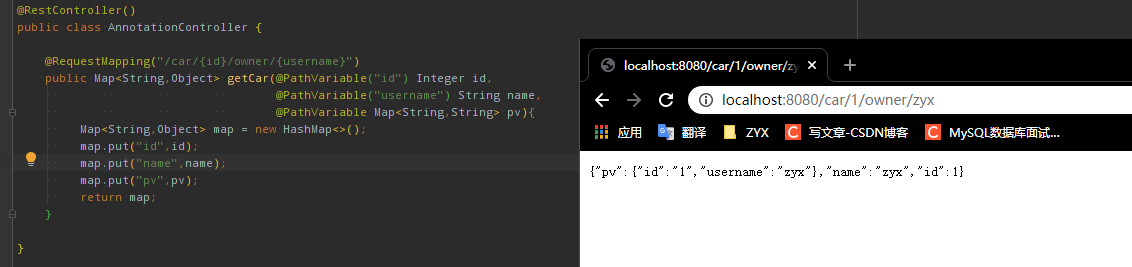 @RestController()
public class AnnotationController {
@RequestMapping("/car/{id}/owner/{username}")
public Map<String,Object> getCar(@PathVariable("id") Integer id,
@PathVariable("username") String name,
@PathVariable Map<String,String> pv){
Map<String,Object> map = new HashMap<>();
map.put("id",id);
map.put("name",name);
map.put("pv",pv);
return map;
}
}
localhost:8080/car/1/owner/zy
localhost:8080/car/1/owner/zyx
应用 翻译 ZYX 写文章-CSDN博客 MySQL数据库面试...
{"pv":{"id":"1","username":"zyx"},"name":"zyx","id":1}